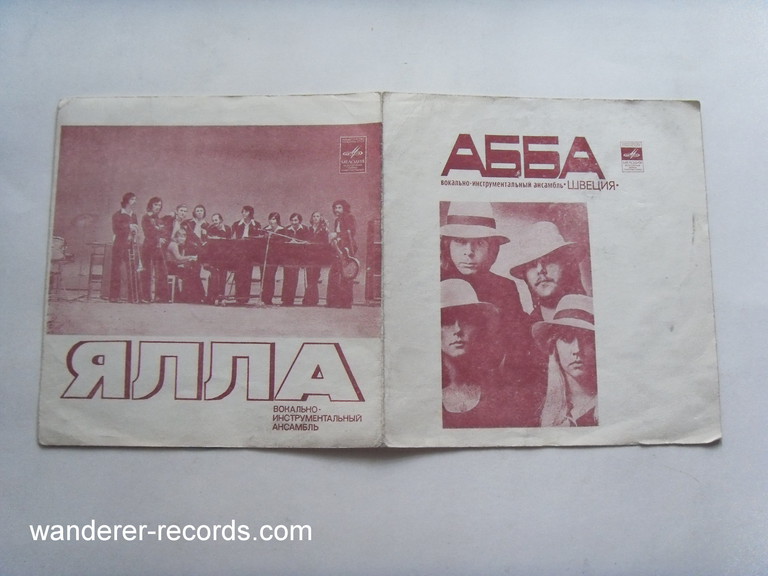 ЯЛЛА
ВОКАЛЬНО-
ИНСТРУМЕНТАЛЬНЫЙ
АНСАМБЛЬ
АББА
вокально-инструментальный ансамбль • ШВЕЦИЯ •
wanderer-records.com